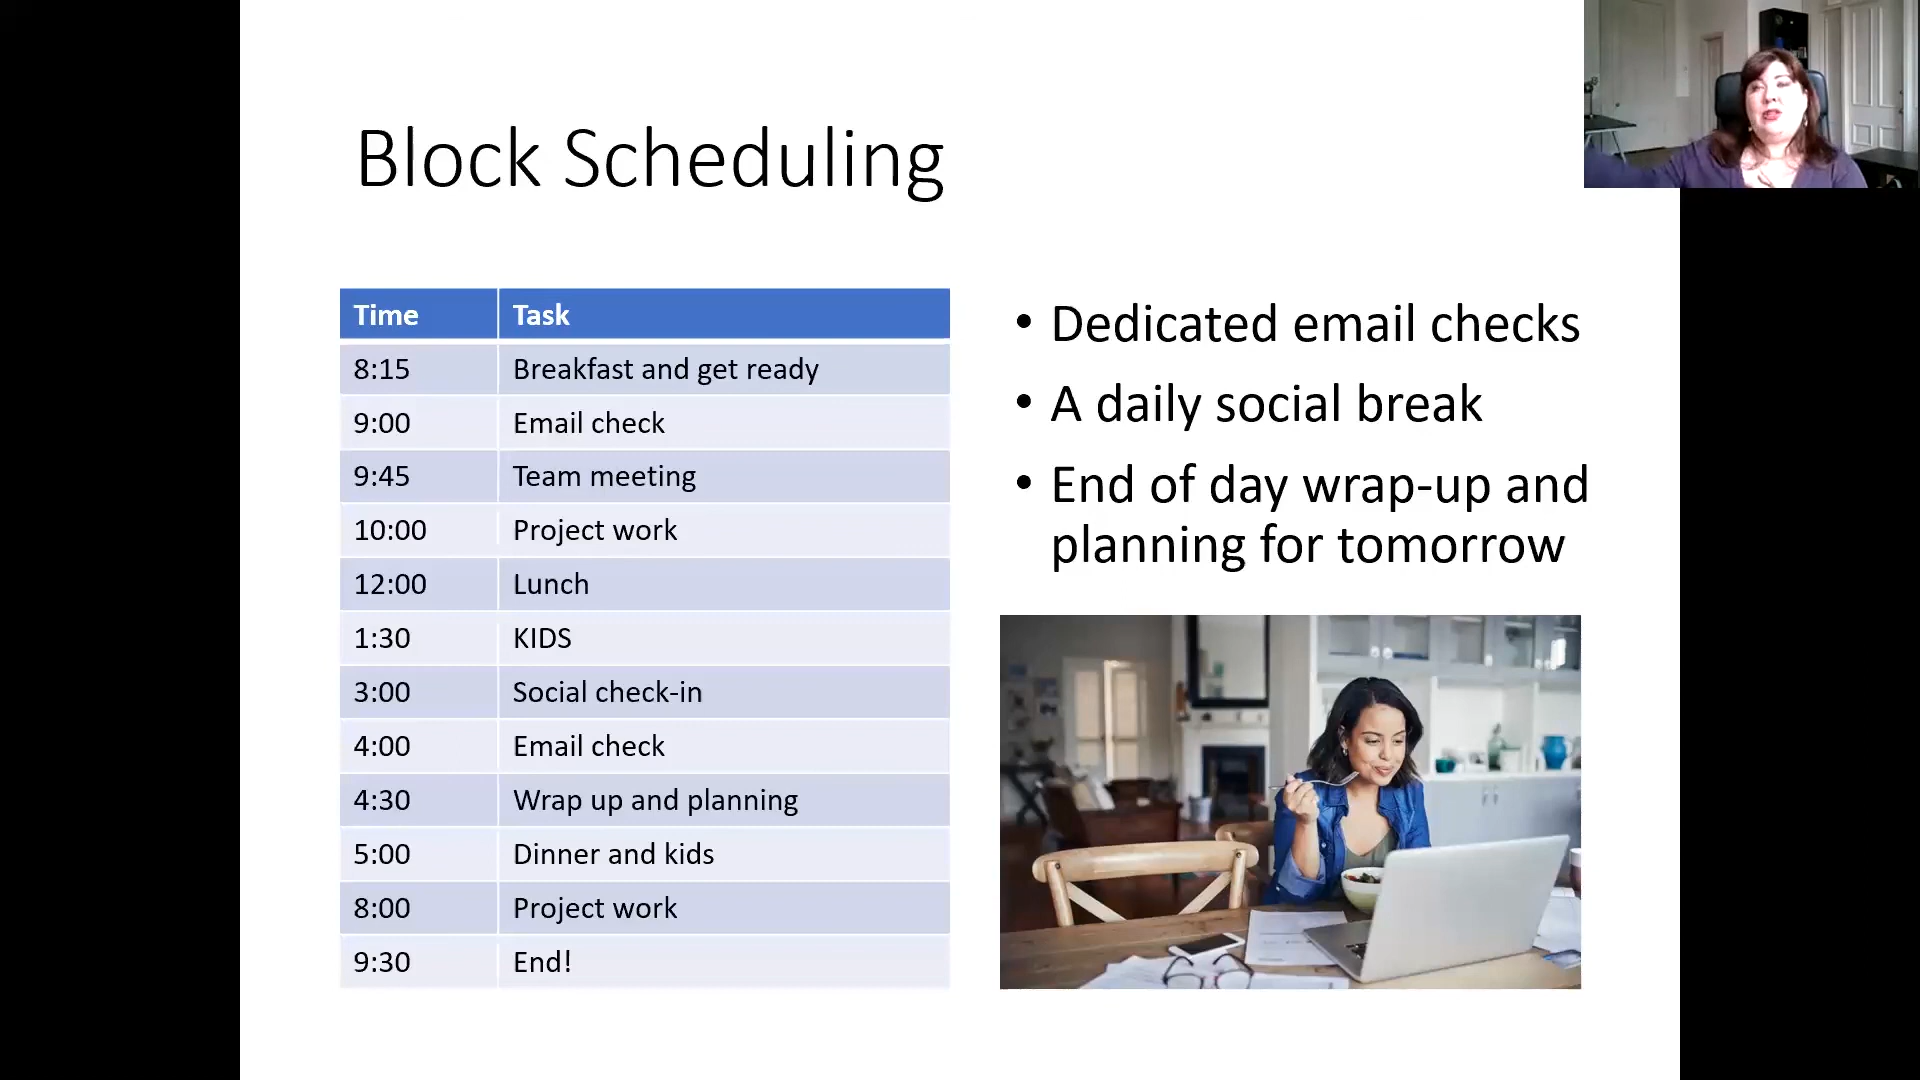 Block Scheduling
Time Task
8:15 Breakfast and get ready
9:00 Email check
9:45 Team meeting
10:00 Project work
12:00 Lunch
1:30 KIDS
3:00 Social check-in
4:00 Email check
4:30 Wrap up and planning
5:00 Dinner and kids
8:00 Project work
9:30 End!
• Dedicated email checks
• A daily social break
• End of day wrap-up and
planning for tomorrow